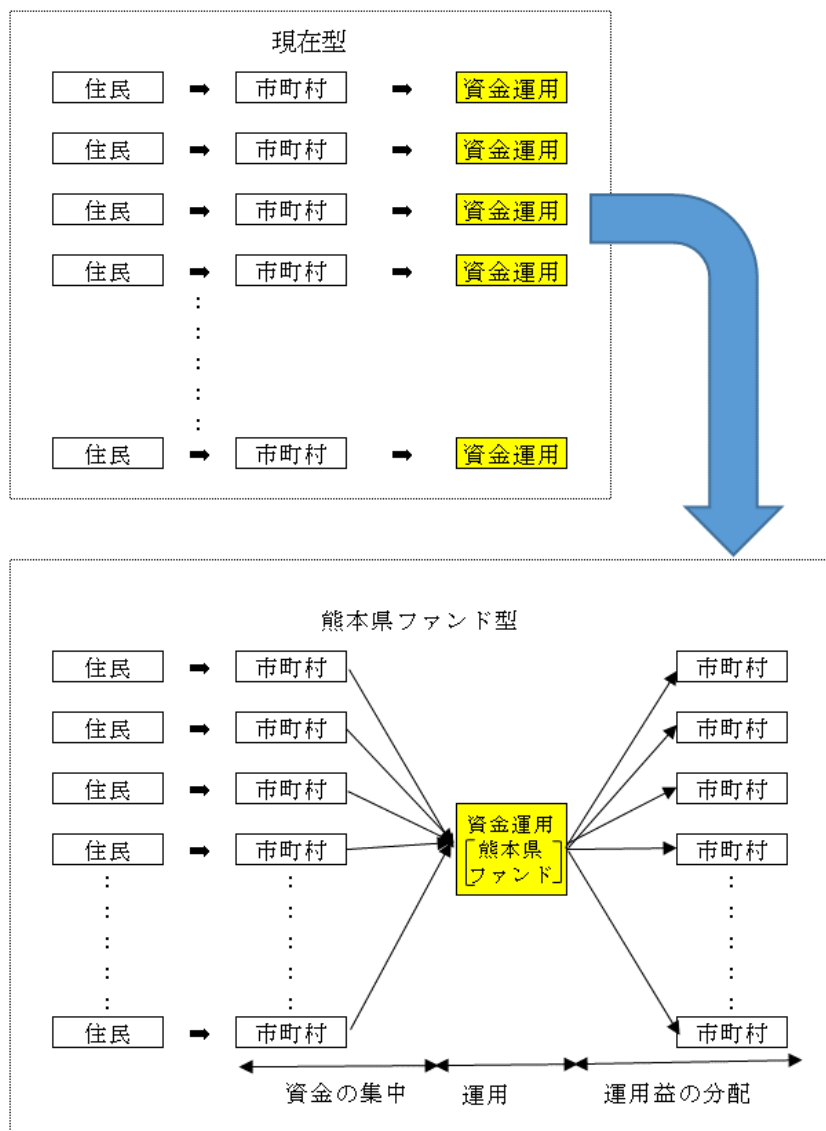 現在型
住民 ➡ 市町村 ➡ 資金運用
住民 ➡ 市町村 ➡ 資金運用
住民 ➡ 市町村 ➡ 資金運用
住民 ➡ 市町村 ➡ 資金運用
住民 ➡ 市町村 ➡ 資金運用
熊本県ファンド型
住民 ➡ 市町村 市町村
住民 ➡ 市町村 市町村
住民 ➡ 市町村 市町村
資金運用
住民 ➡ 市町村 [熊本県 市町村
ファンド]
住民 ➡ 市町村 市町村
資金の集中 運用 運用益の分配